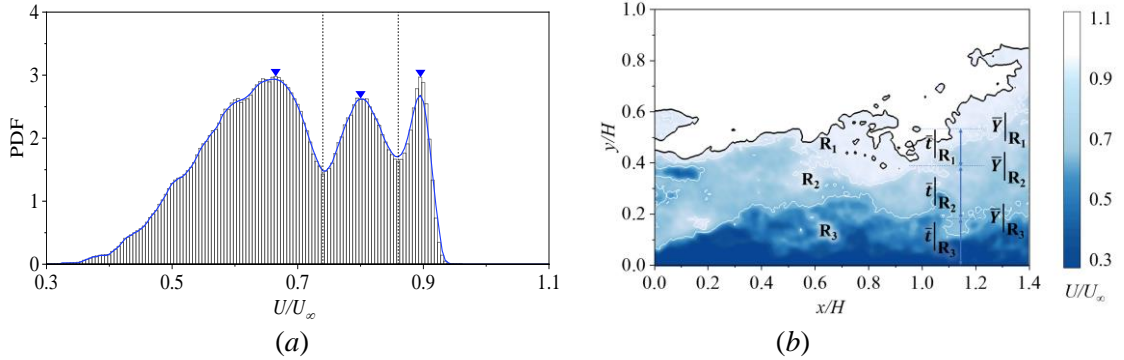 4
3
2
1
0
PDF
0.3 0.5 0.7 0.9 1.1
U/U∞
(a)
1.0
0.8
0.6
0.4
0.2
0.0
y/H
R1
R2
R3
t̄|R1
t̄|R2
t̄|R3
Ȳ|R1
Ȳ|R2
Ȳ|R3
0.0 0.2 0.4 0.6 0.8 1.0 1.2 1.4
x/H
(b)
1.1
0.9
0.7
0.5
0.3
U/U∞